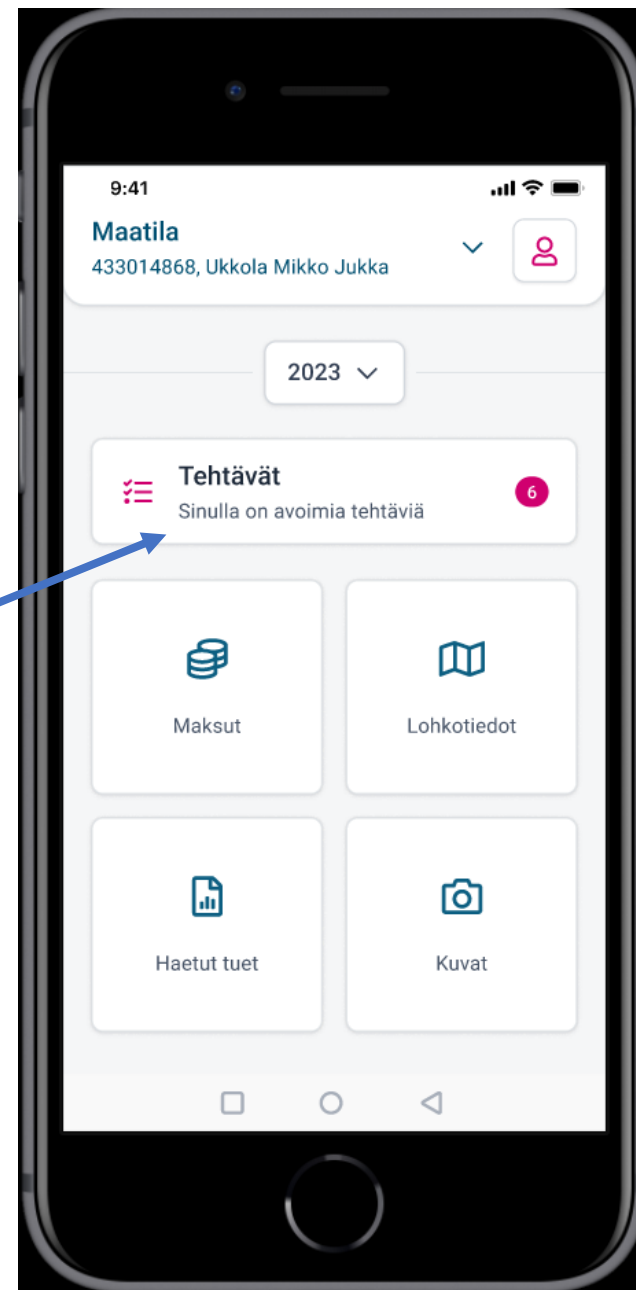 9:41
Maatila
433014868, Ukkola Mikko Jukka
2023
Tehtävät
Sinulla on avoimia tehtäviä
6
Maksut
Lohkotiedot
Haetut tuet
Kuvat